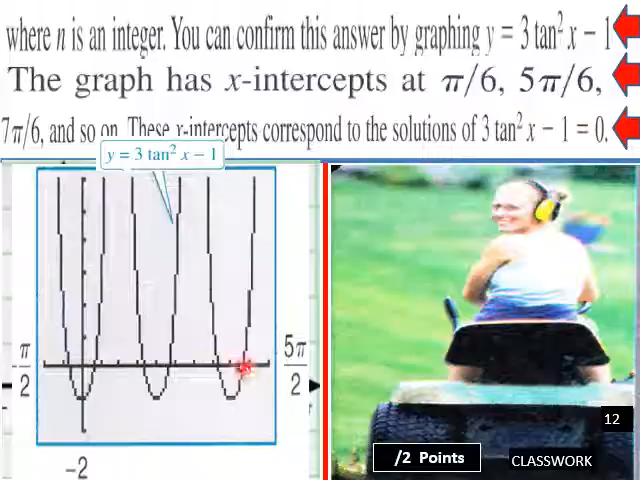 where n is an integer. You can confirm this answer by graphing y = 3 tan² x − 1
The graph has x-intercepts at π/6, 5π/6,
7π/6, and so on. These x-intercepts correspond to the solutions of 3 tan² x − 1 = 0.
y = 3 tan² x − 1
−π/2
5π/2
−2
12
/2 Points
CLASSWORK